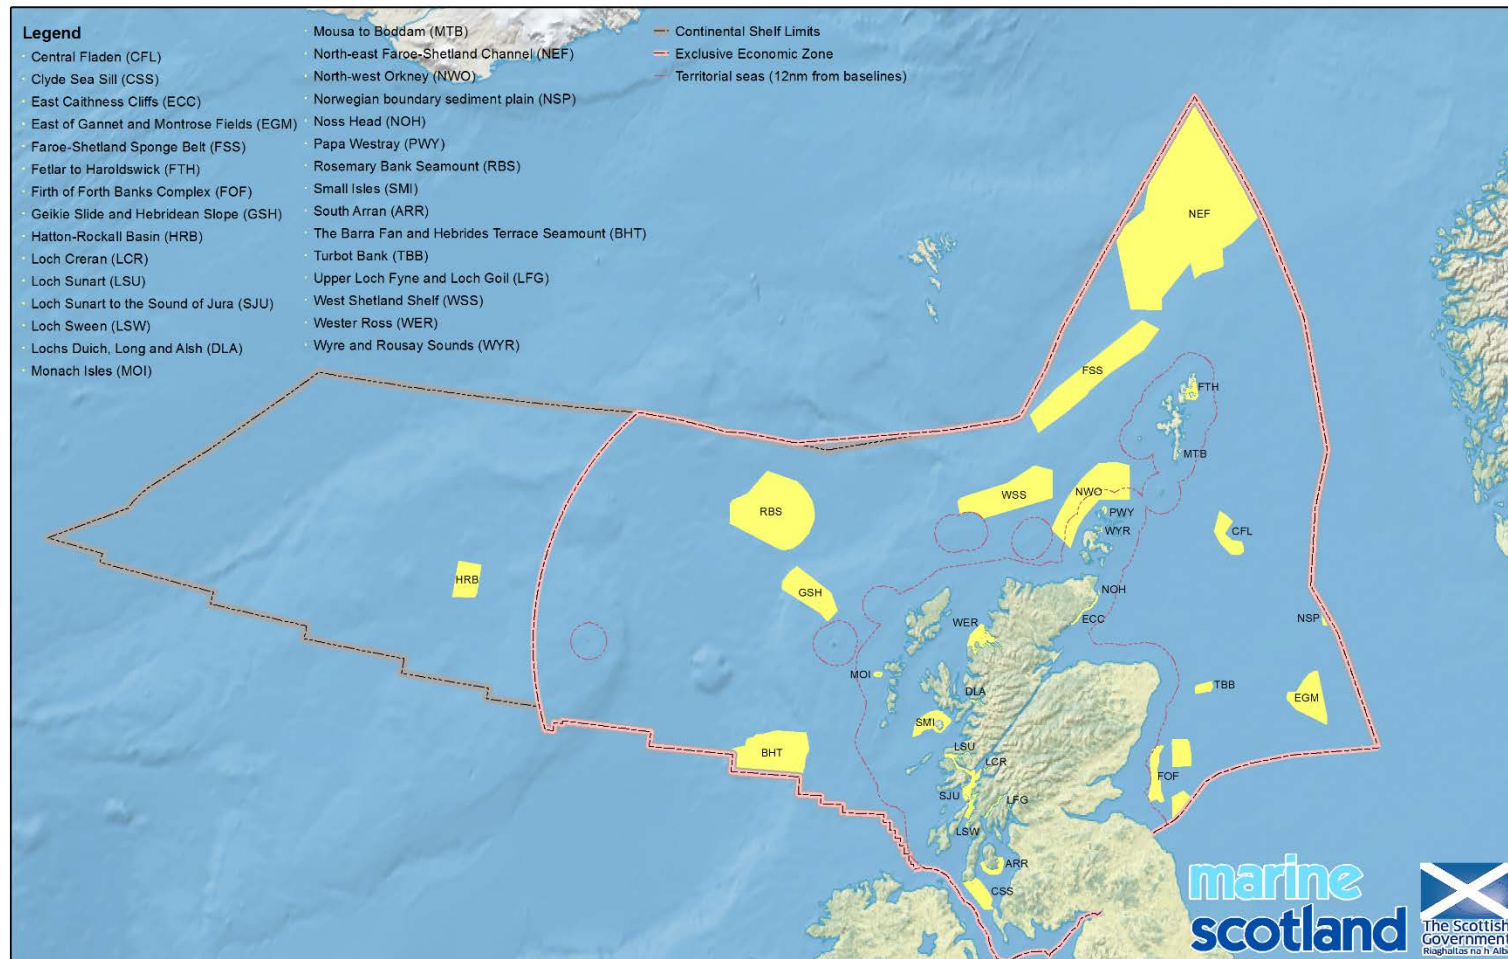 Legend
Central Fladen (CFL)
Clyde Sea Sill (CSS)
East Caithness Cliffs (ECC)
East of Gannet and Montrose Fields (EGM)
Faroe-Shetland Sponge Belt (FSS)
Fetlar to Haroldswick (FTH)
Firth of Forth Banks Complex (FOF)
Geikie Slide and Hebridean Slope (GSH)
Hatton-Rockall Basin (HRB)
Loch Creran (LCR)
Loch Sunart (LSU)
Loch Sunart to the Sound of Jura (SJU)
Loch Sween (LSW)
Lochs Duich, Long and Alsh (DLA)
Monach Isles (MOI)
Mousa to Boddam (MTB)
North-east Faroe-Shetland Channel (NEF)
North-west Orkney (NWO)
Norwegian boundary sediment plain (NSP)
Noss Head (NOH)
Papa Westray (PWY)
Rosemary Bank Seamount (RBS)
Small Isles (SMI)
South Arran (ARR)
The Barra Fan and Hebrides Terrace Seamount (BHT)
Turbot Bank (TBB)
Upper Loch Fyne and Loch Goil (LFG)
West Shetland Shelf (WSS)
Wester Ross (WER)
Wyre and Rousay Sounds (WYR)
Continental Shelf Limits
Exclusive Economic Zone
Territorial seas (12nm from baselines)
NEF
FSS
FTH
MTB
WSS
NWO
RBS
PWY
WYR
CFL
HRB
GSH
NOH
ECC
NSP
WER
MOI
DLA
TBB
EGM
SMI
BHT
LSU
LCR
FOF
SJU
LFG
LSW
ARR
CSS
marine
scotland
The Scottish
Government
Riaghaltas na h-Alb